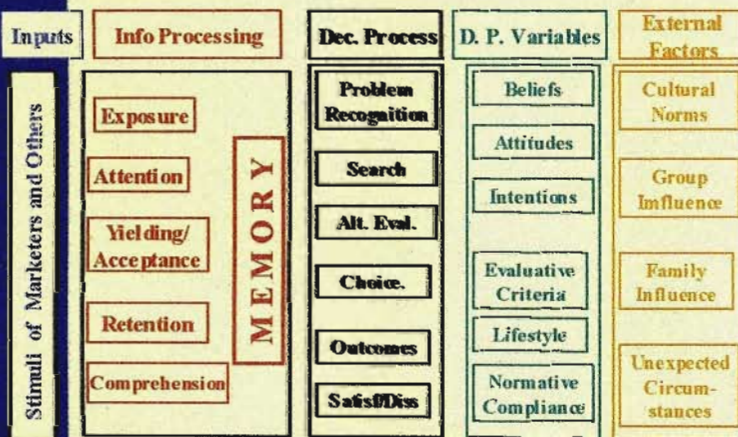 Inputs
Info Processing
Dec. Process
D. P. Variables
External
Factors
Stimuli of Marketers and Others
Exposure
Attention
Yielding/
Acceptance
Retention
Comprehension
MEMORY
Problem
Recognition
Search
Alt. Eval.
Choice.
Outcomes
Satisf/Diss
Beliefs
Attitudes
Intentions
Evaluative
Criteria
Lifestyle
Normative
Compliance
Cultural
Norms
Group
Imfluence
Family
Influence
Unexpected
Circum-
stances